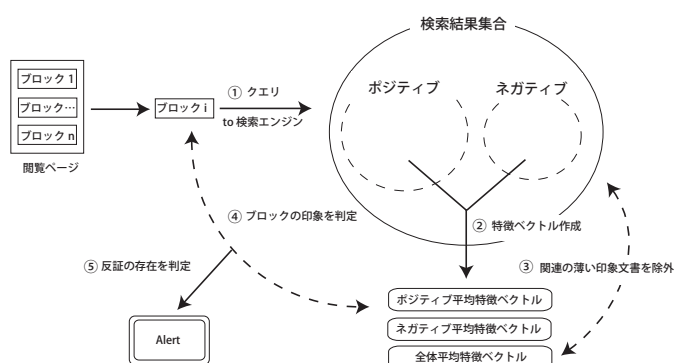 検索結果集合
ポジティブ
ネガティブ
ブロック 1
ブロック…
ブロック n
閲覧ページ
ブロック i
① クエリ
to 検索エンジン
② 特徴ベクトル作成
③ 関連の薄い印象文書を除外
④ ブロックの印象を判定
⑤ 反証の存在を判定
Alert
ポジティブ平均特徴ベクトル
ネガティブ平均特徴ベクトル
全体平均特徴ベクトル